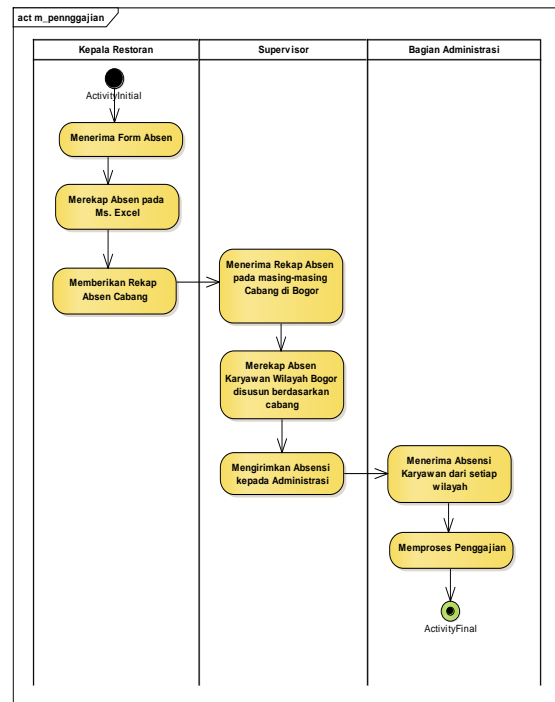 act m_pennggajian
Kepala Restoran
Supervisor
Bagian Administrasi
ActivityInitial
Menerima Form Absen
Merekap Absen pada
Ms. Excel
Memberikan Rekap
Absen Cabang
Menerima Rekap Absen
pada masing-masing
Cabang di Bogor
Merekap Absen
Karyawan Wilayah Bogor
disusun berdasarkan
cabang
Mengirimkan Absensi
kepada Administrasi
Menerima Absensi
Karyawan dari setiap
wilayah
Memproses Penggajian
ActivityFinal